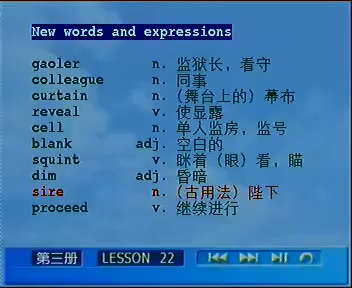 New words and expressions
gaoler n. 监狱长，看守
colleague n. 同事
curtain n.（舞台上的）幕布
reveal v. 使显露
cell n. 单人监房，监号
blank adj. 空白的
squint v. 眯着（眼）看，瞄
dim adj. 昏暗
sire n.（古用法）陛下
proceed v. 继续进行
第三册 LESSON 22